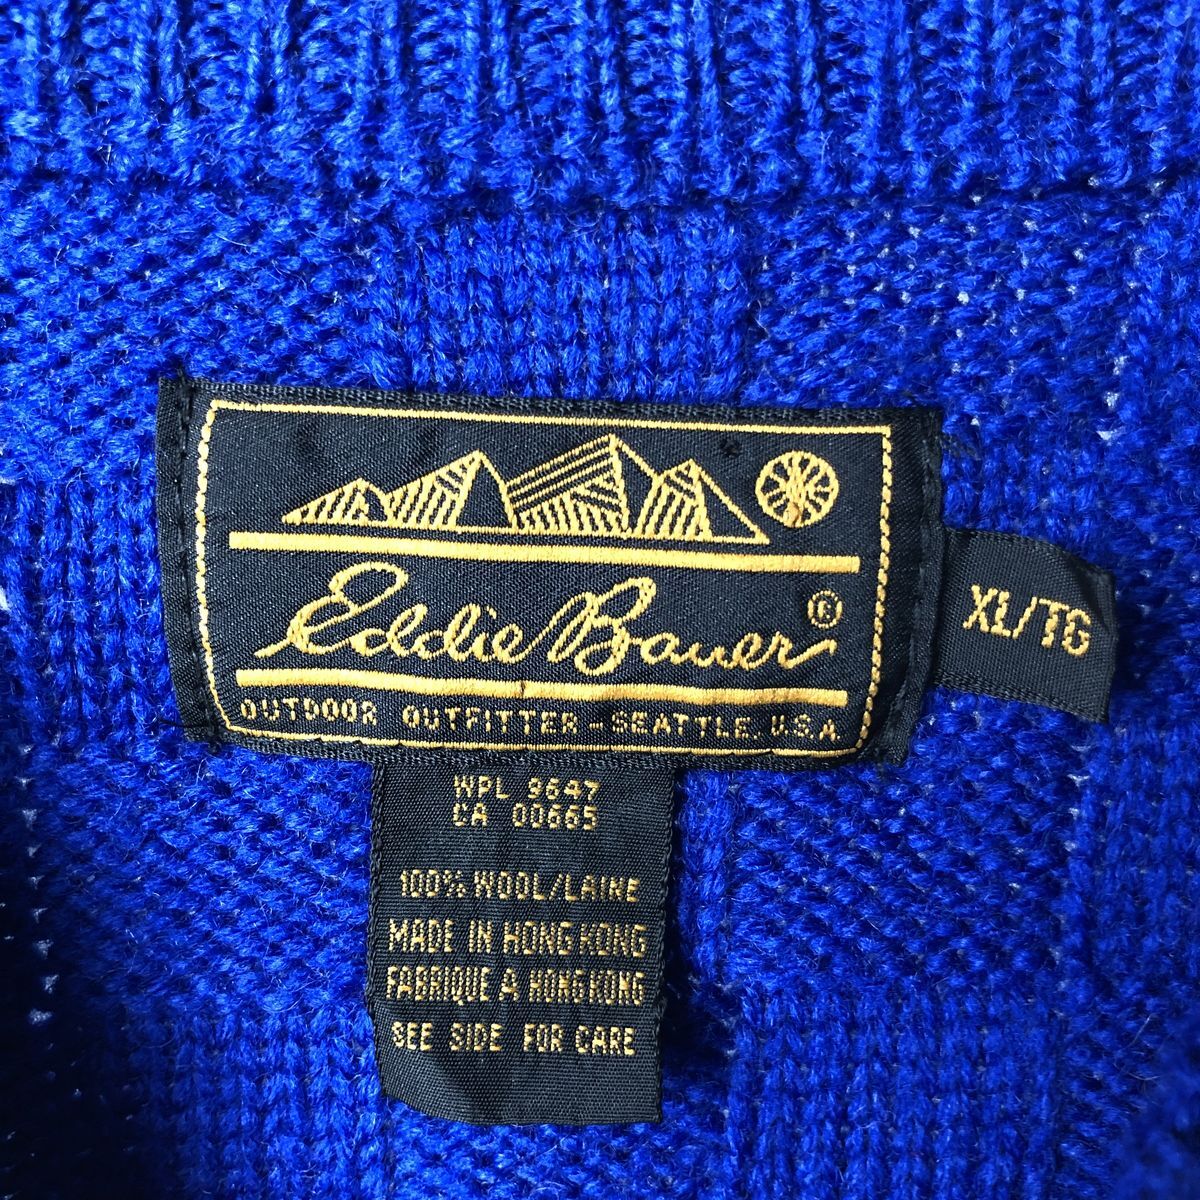 Eddie Bauer®
OUTDOOR OUTFITTER - SEATTLE, U.S.A
XL/TG
WPL 9647
CA 00665
100% WOOL/LAINE
MADE IN HONG KONG
FABRIQUE A HONG KONG
SEE SIDE FOR CARE